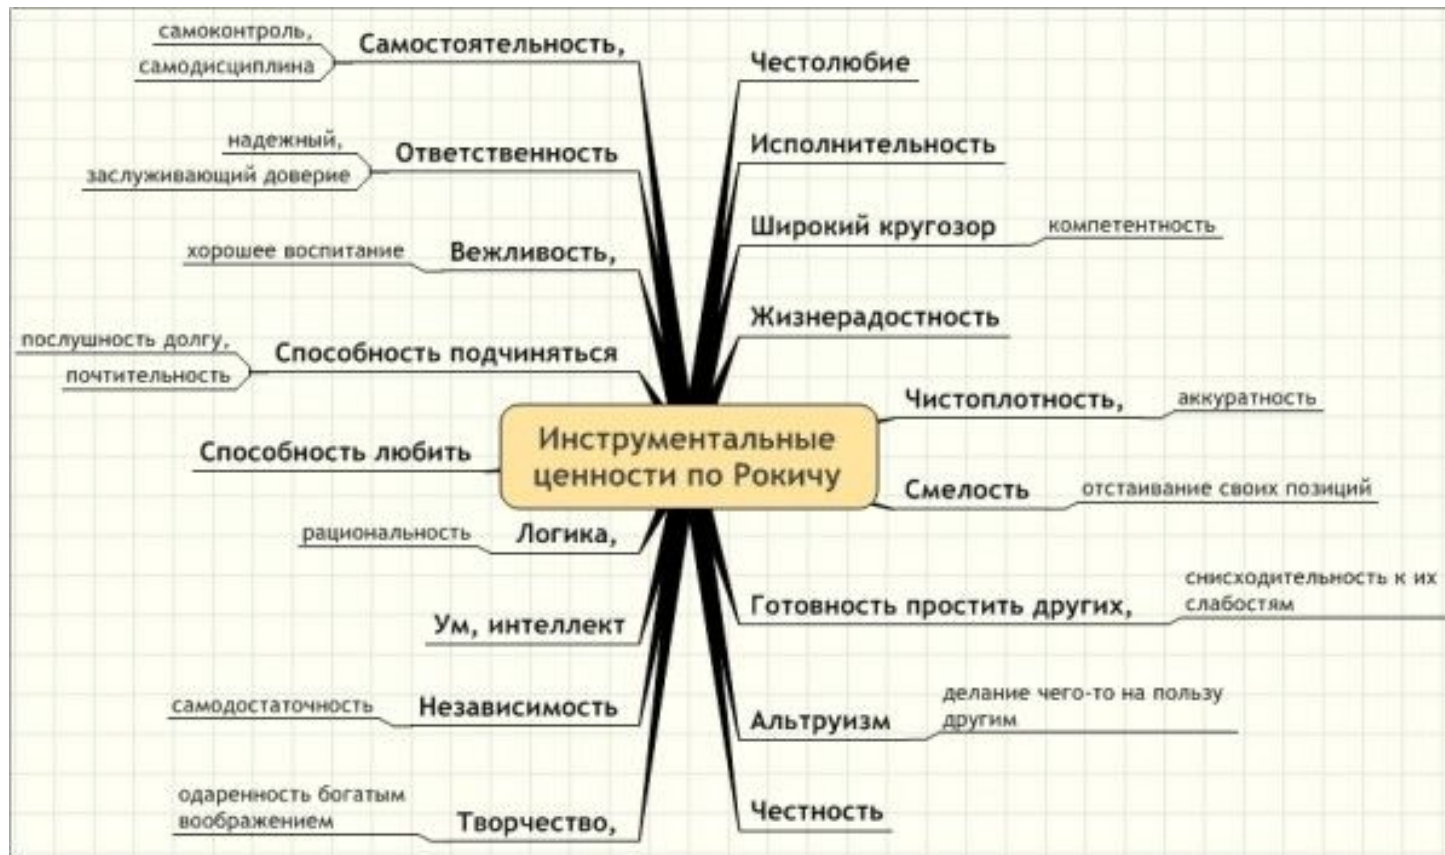 самоконтроль,
самодисциплина
Самостоятельность,
надежный,
заслуживающий доверие
Ответственность
хорошее воспитание
Вежливость,
послушность долгу,
почтительность
Способность подчиняться
Способность любить
рациональность
Логика,
Ум, интеллект
самодостаточность
Независимость
одаренность богатым
воображением
Творчество,
Инструментальные
ценности по Рокичу
Честолюбие
Исполнительность
Широкий кругозор
компетентность
Жизнерадостность
Чистоплотность,
аккуратность
Смелость
отстаивание своих позиций
Готовность простить других,
снисходительность к их
слабостям
Альтруизм
делание чего-то на пользу
другим
Честность